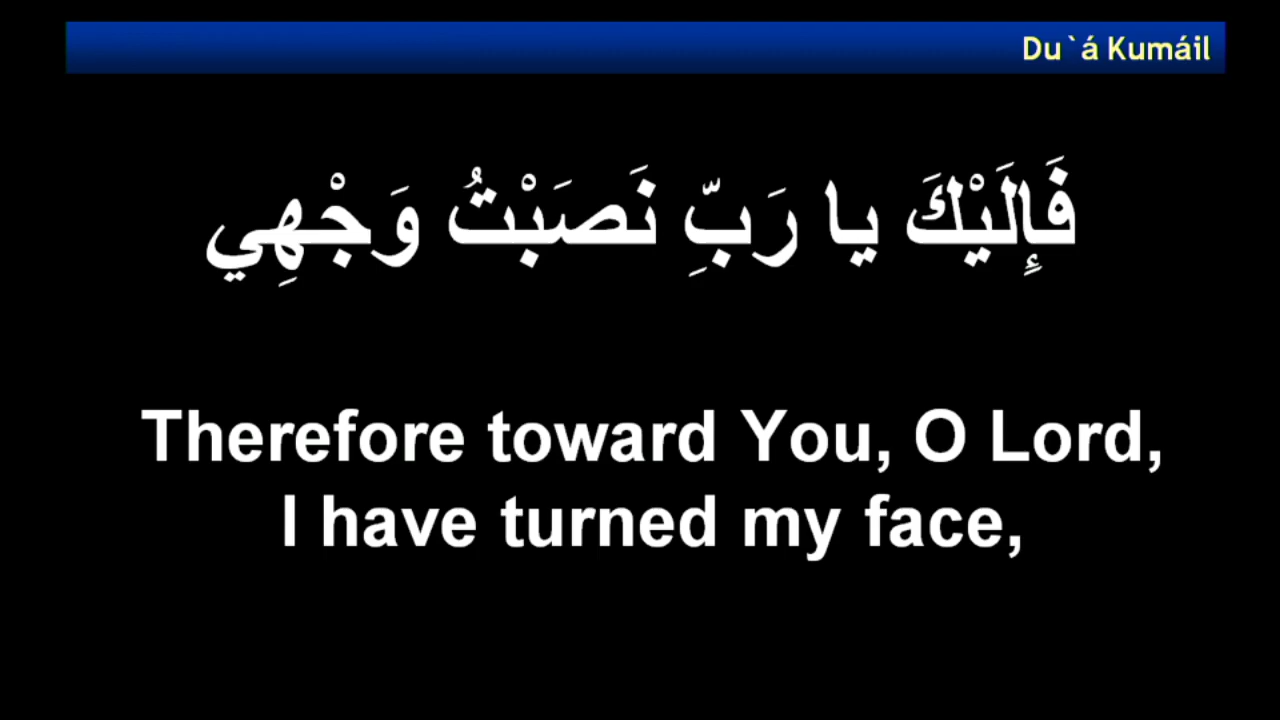 Du`á Kumáil
فَإِلَيْكَ يا رَبِّ نَصَبْتُ وَجْهِي
Therefore toward You, O Lord,
I have turned my face,